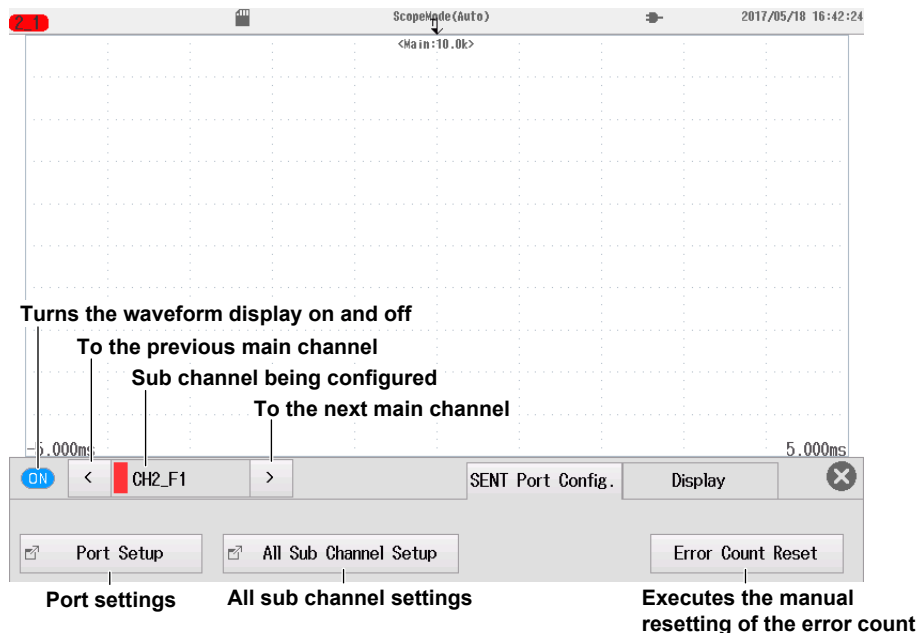 2_1 ScopeMode(Auto) 2017/05/18 16:42:24
<Main:10.0k>
Turns the waveform display on and off
To the previous main channel
Sub channel being configured
To the next main channel
-5.000ms 5.000ms
ON < CH2_F1 > SENT Port Config. Display
Port Setup All Sub Channel Setup Error Count Reset
Port settings All sub channel settings Executes the manual
resetting of the error count